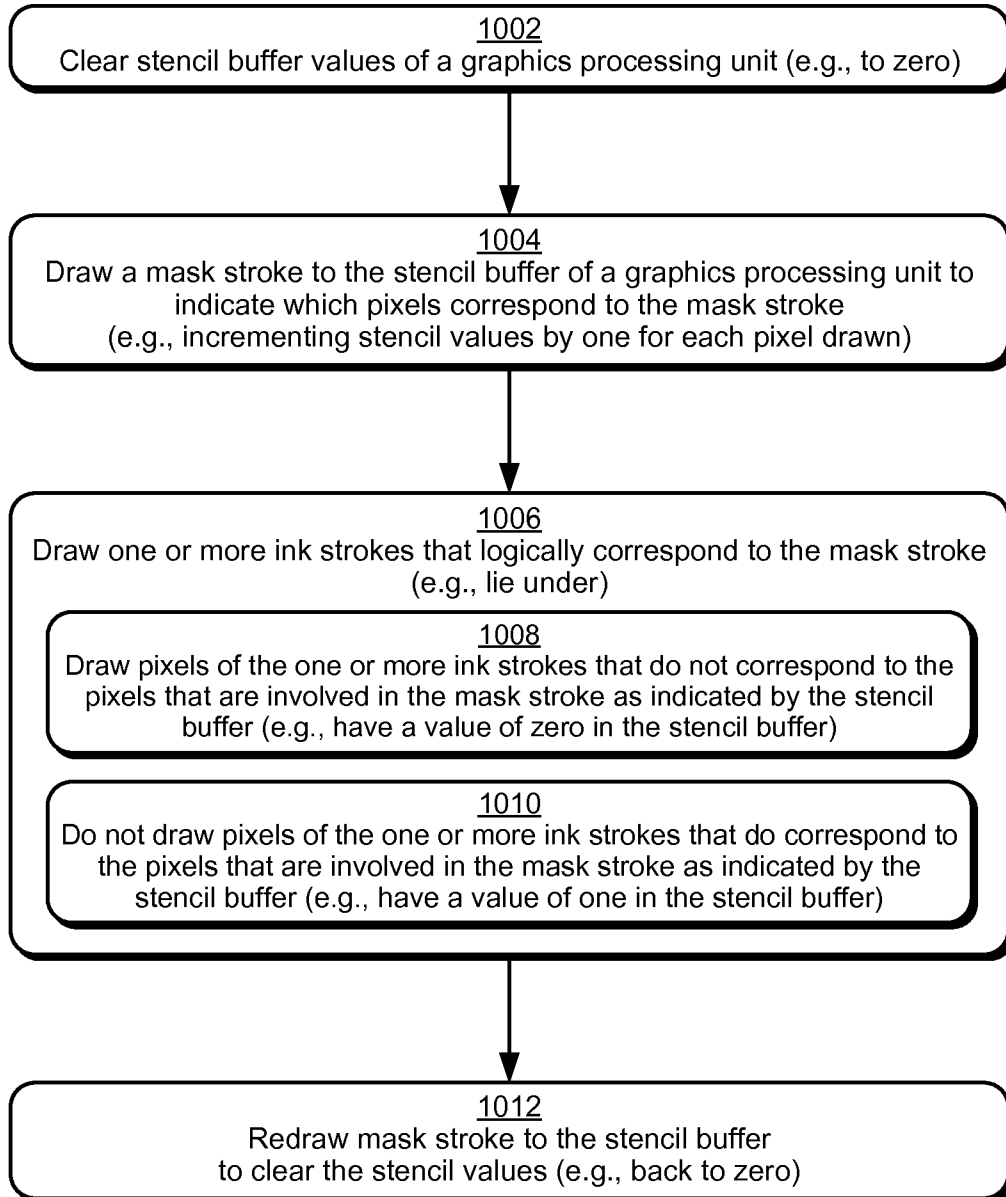 1002
Clear stencil buffer values of a graphics processing unit (e.g., to zero)
1004
Draw a mask stroke to the stencil buffer of a graphics processing unit to
indicate which pixels correspond to the mask stroke
(e.g., incrementing stencil values by one for each pixel drawn)
1006
Draw one or more ink strokes that logically correspond to the mask stroke
(e.g., lie under)
1008
Draw pixels of the one or more ink strokes that do not correspond to the
pixels that are involved in the mask stroke as indicated by the stencil
buffer (e.g., have a value of zero in the stencil buffer)
1010
Do not draw pixels of the one or more ink strokes that do correspond to
the pixels that are involved in the mask stroke as indicated by the
stencil buffer (e.g., have a value of one in the stencil buffer)
1012
Redraw mask stroke to the stencil buffer
to clear the stencil values (e.g., back to zero)